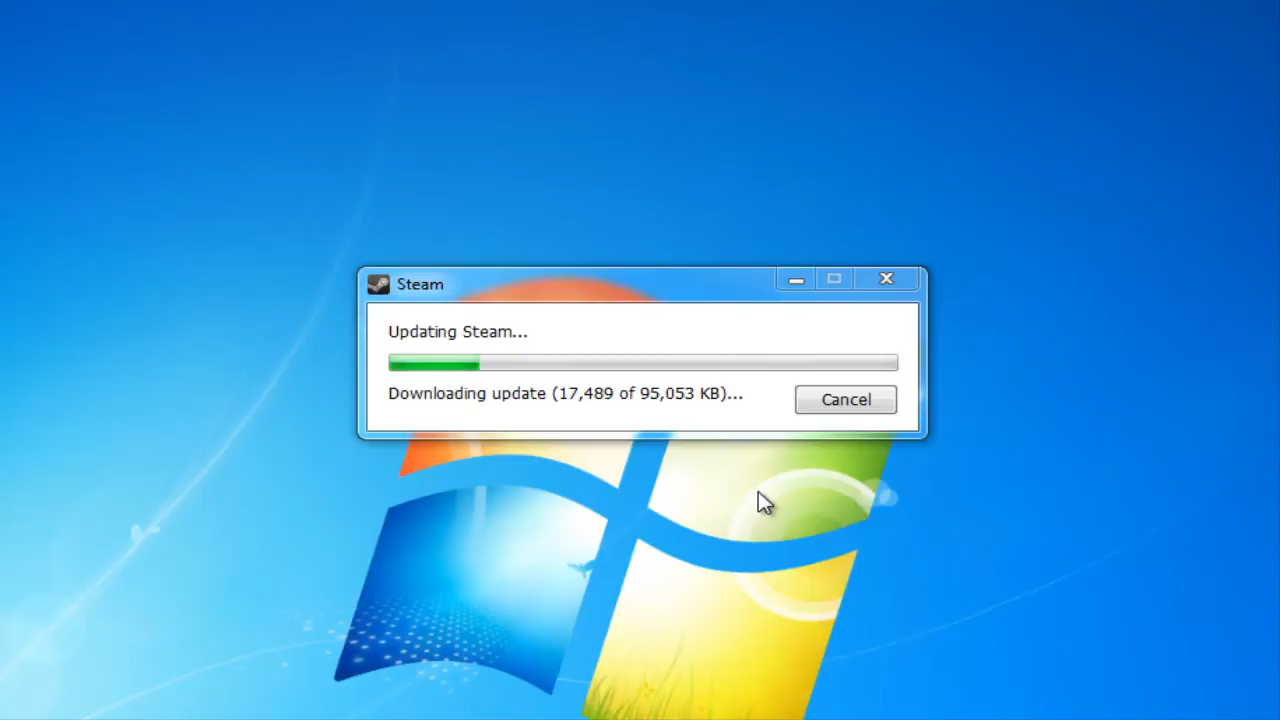 Steam
Updating Steam...
Downloading update (17,489 of 95,053 KB)...
Cancel